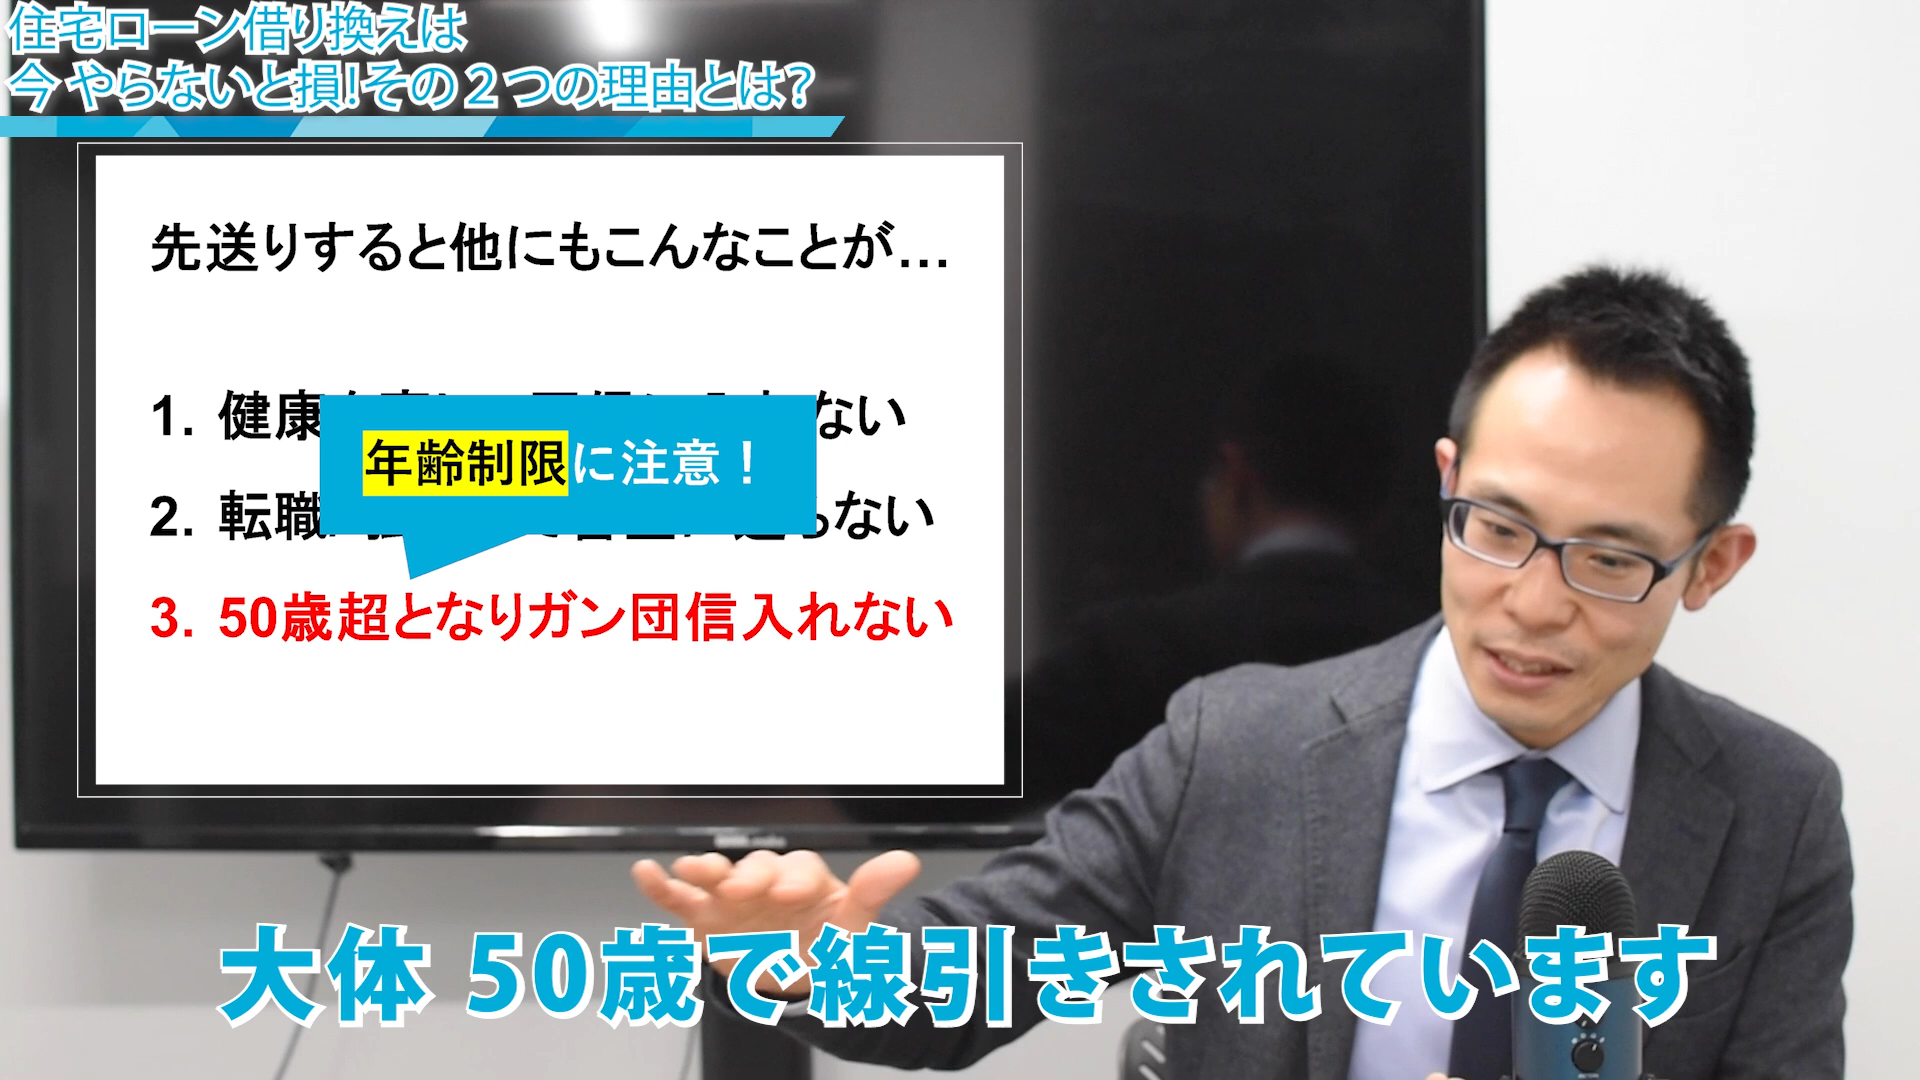 住宅ローン借り換えは
今やらないと損!その２つの理由とは?
先送りすると他にもこんなことが…
1. 健康 ない
年齢制限に注意！
2. 転職 らない
3. 50歳超となりガン団信入れない
大体 50歳で線引きされています